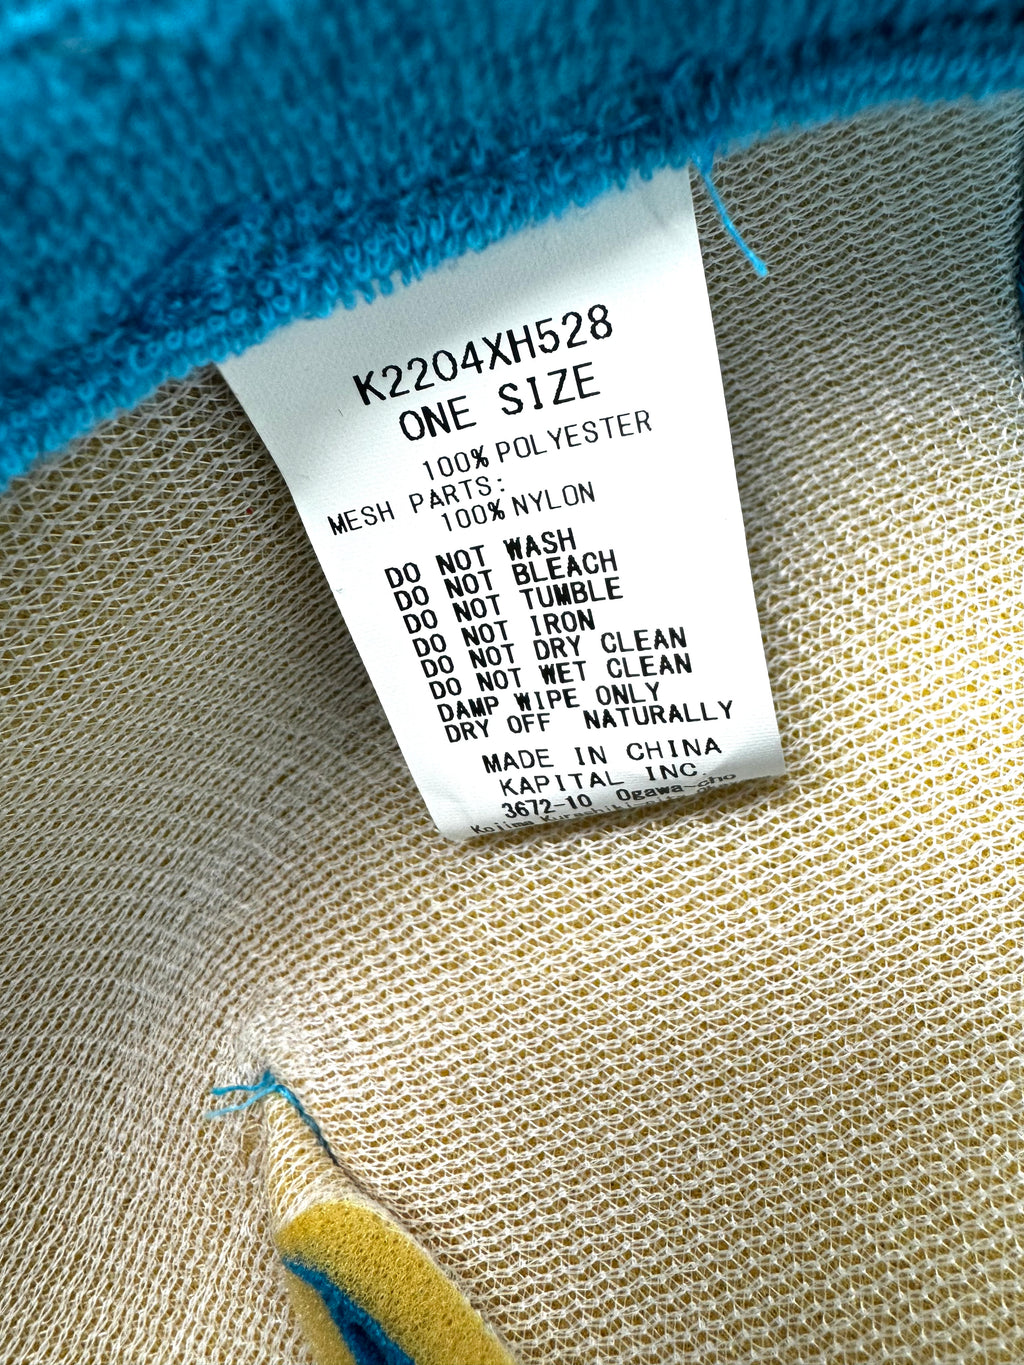 K2204XH528
ONE SIZE
100% POLYESTER
MESH PARTS:
100% NYLON
DO NOT WASH
DO NOT BLEACH
DO NOT TUMBLE
DO NOT IRON
DO NOT DRY CLEAN
DO NOT WET CLEAN
DAMP WIPE ONLY
DRY OFF NATURALLY
MADE IN CHINA
KAPITAL INC.
3672-10 Ogawa-cho
Kojima